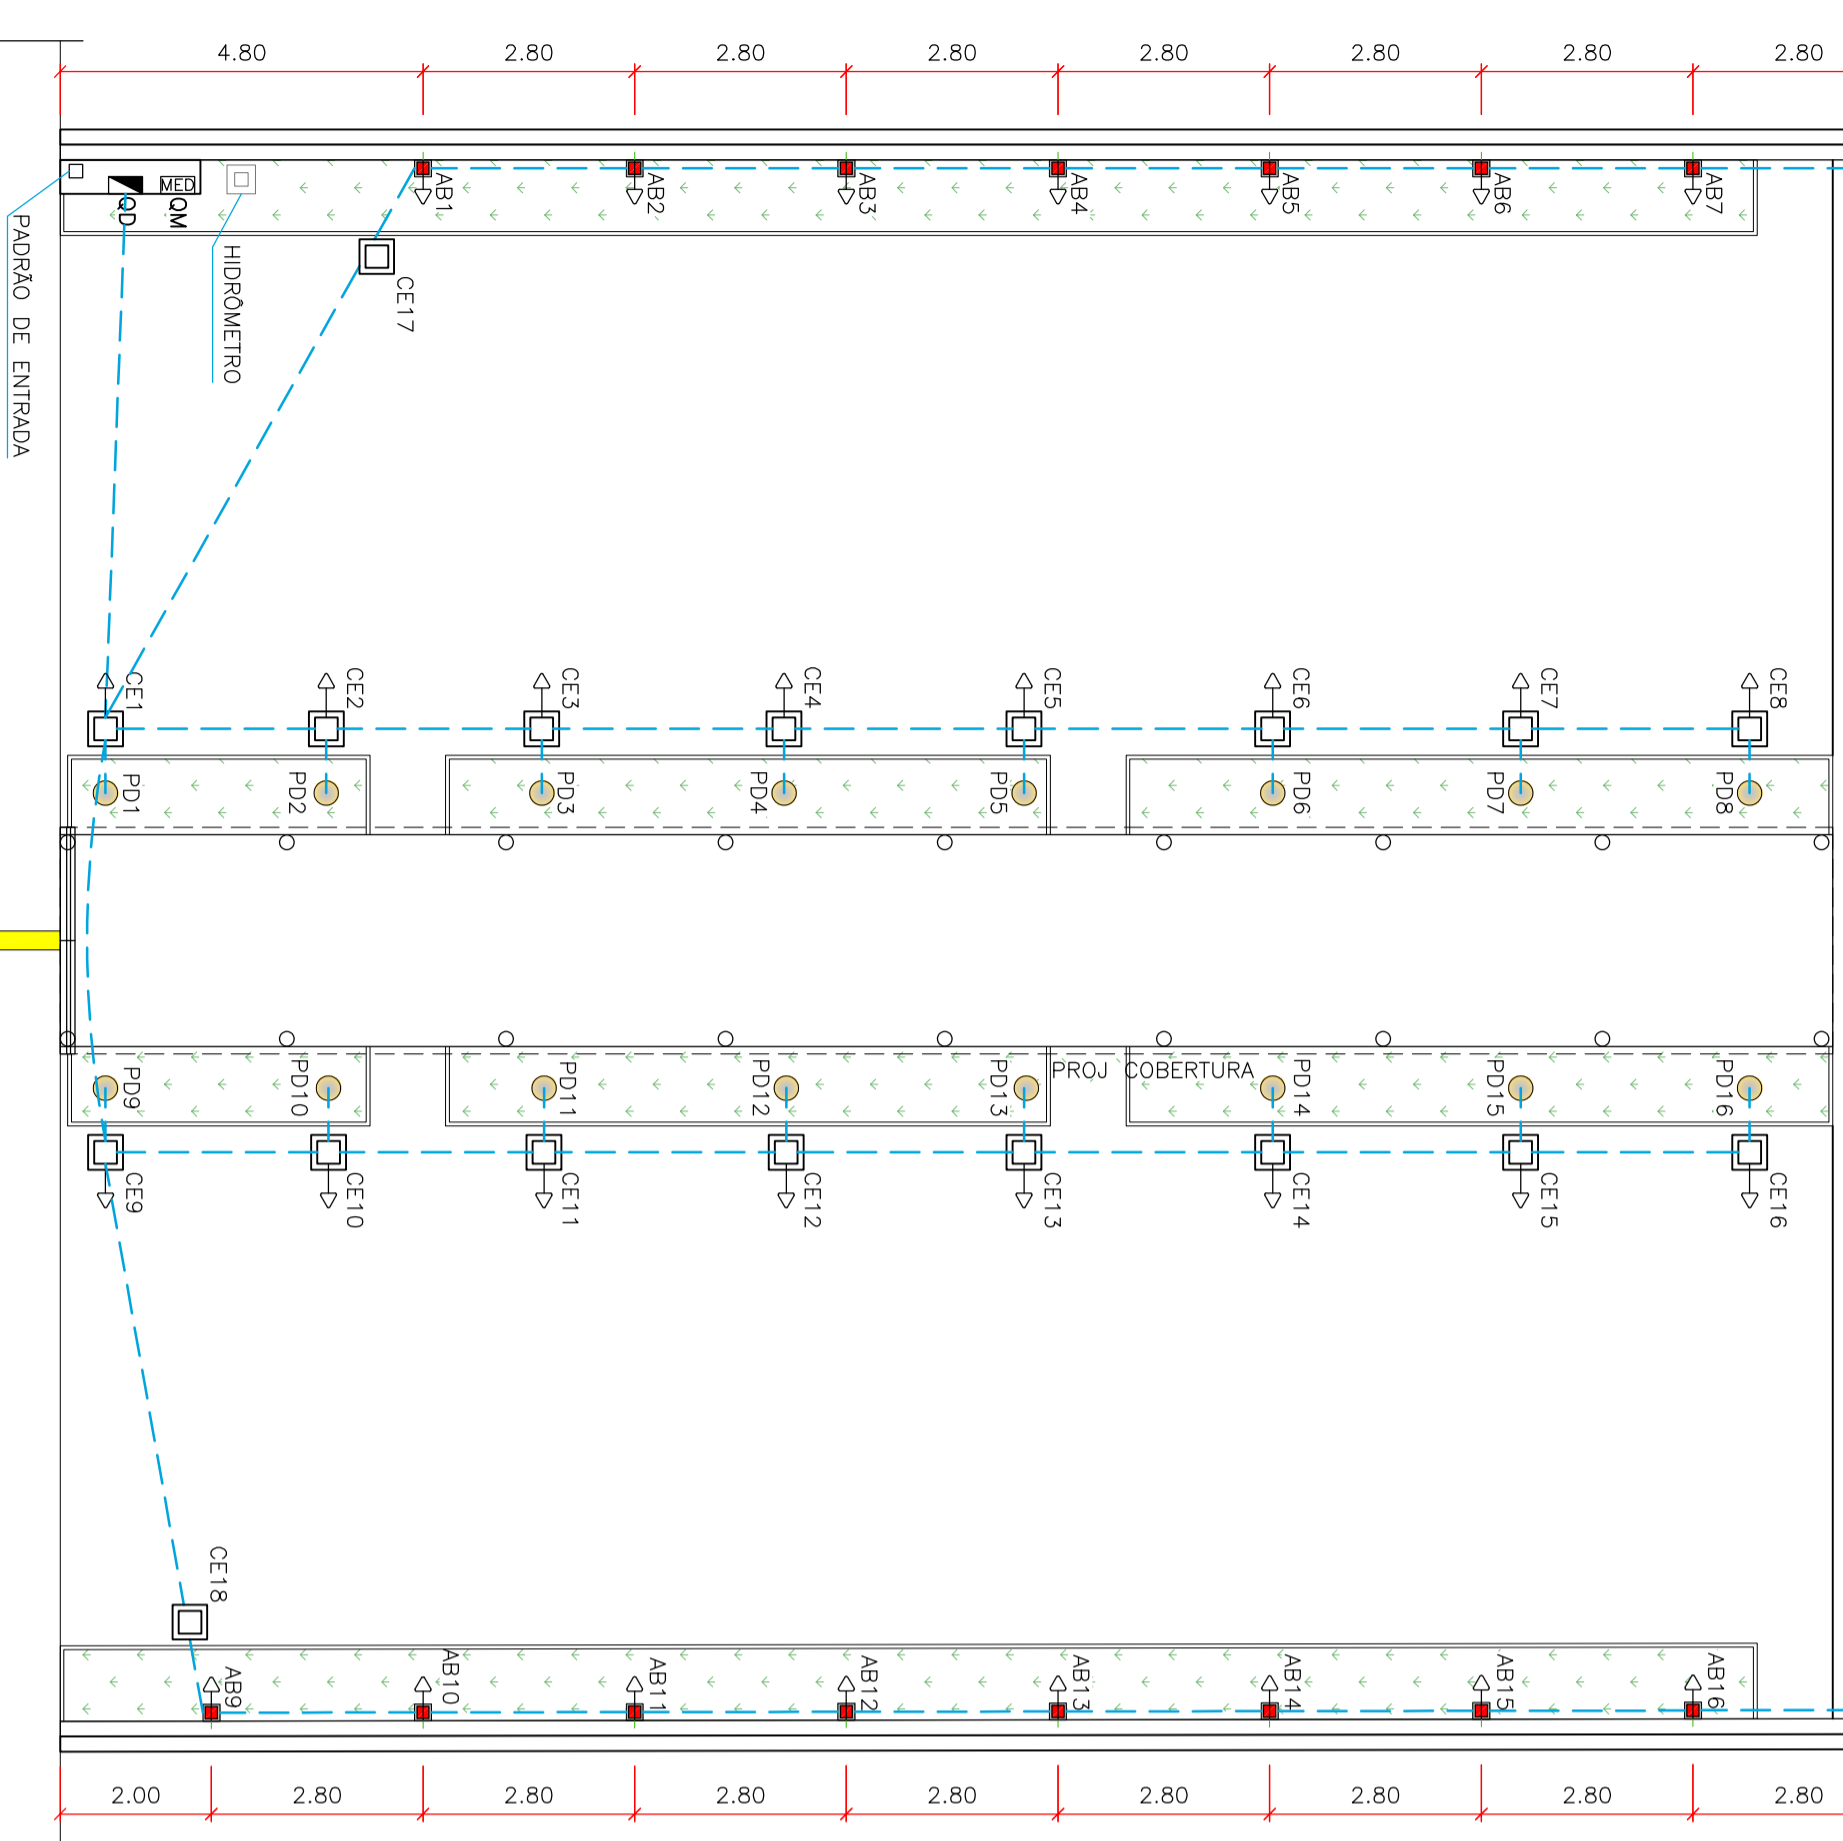 4.80
2.80
2.80
2.80
2.80
2.80
2.80
2.80
MED
QD
QM
AB1
AB2
AB3
AB4
AB5
AB6
AB7
PADRÃO DE ENTRADA
HIDRÔMETRO
CE17
CE1
CE2
CE3
CE4
CE5
CE6
CE7
CE8
PD1
PD2
PD3
PD4
PD5
PD6
PD7
PD8
PROJ COBERTURA
PD9
PD10
PD11
PD12
PD13
PD14
PD15
PD16
CE9
CE10
CE11
CE12
CE13
CE14
CE15
CE16
CE18
AB9
AB10
AB11
AB12
AB13
AB14
AB15
AB16
2.00
2.80
2.80
2.80
2.80
2.80
2.80
2.80
2.80